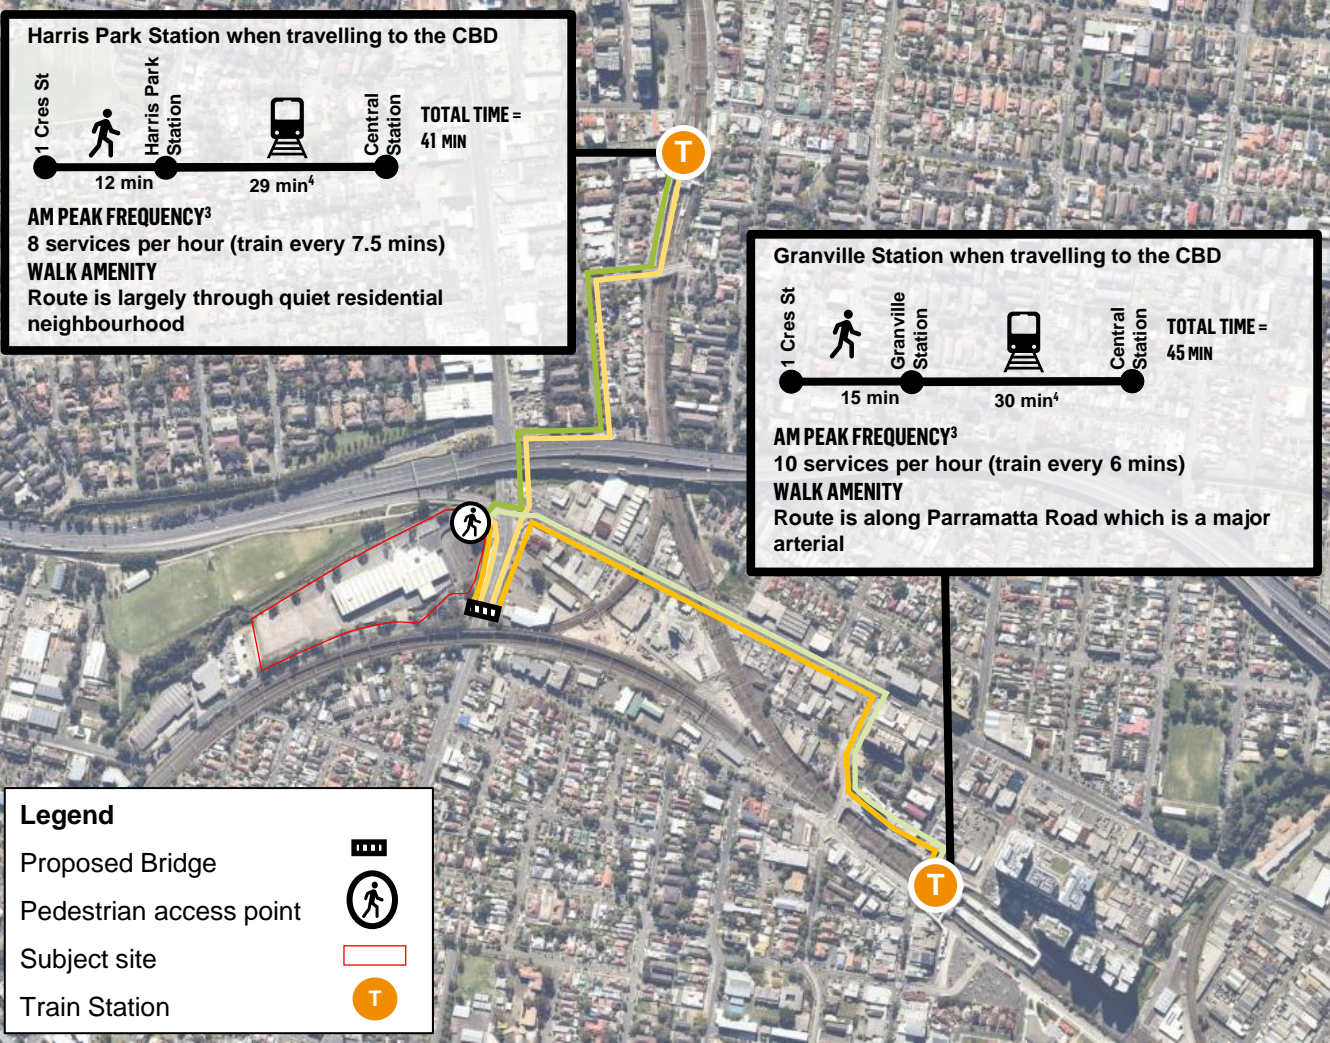 Harris Park Station when travelling to the CBD
1 Cres St
Harris Park
Station
Central
Station
TOTAL TIME =
41 MIN
12 min
29 min⁴
AM PEAK FREQUENCY³
8 services per hour (train every 7.5 mins)
WALK AMENITY
Route is largely through quiet residential
neighbourhood
T
Granville Station when travelling to the CBD
1 Cres St
Granville
Station
Central
Station
TOTAL TIME =
45 MIN
15 min
30 min⁴
AM PEAK FREQUENCY³
10 services per hour (train every 6 mins)
WALK AMENITY
Route is along Parramatta Road which is a major
arterial
T
Legend
Proposed Bridge
Pedestrian access point
Subject site
Train Station
T